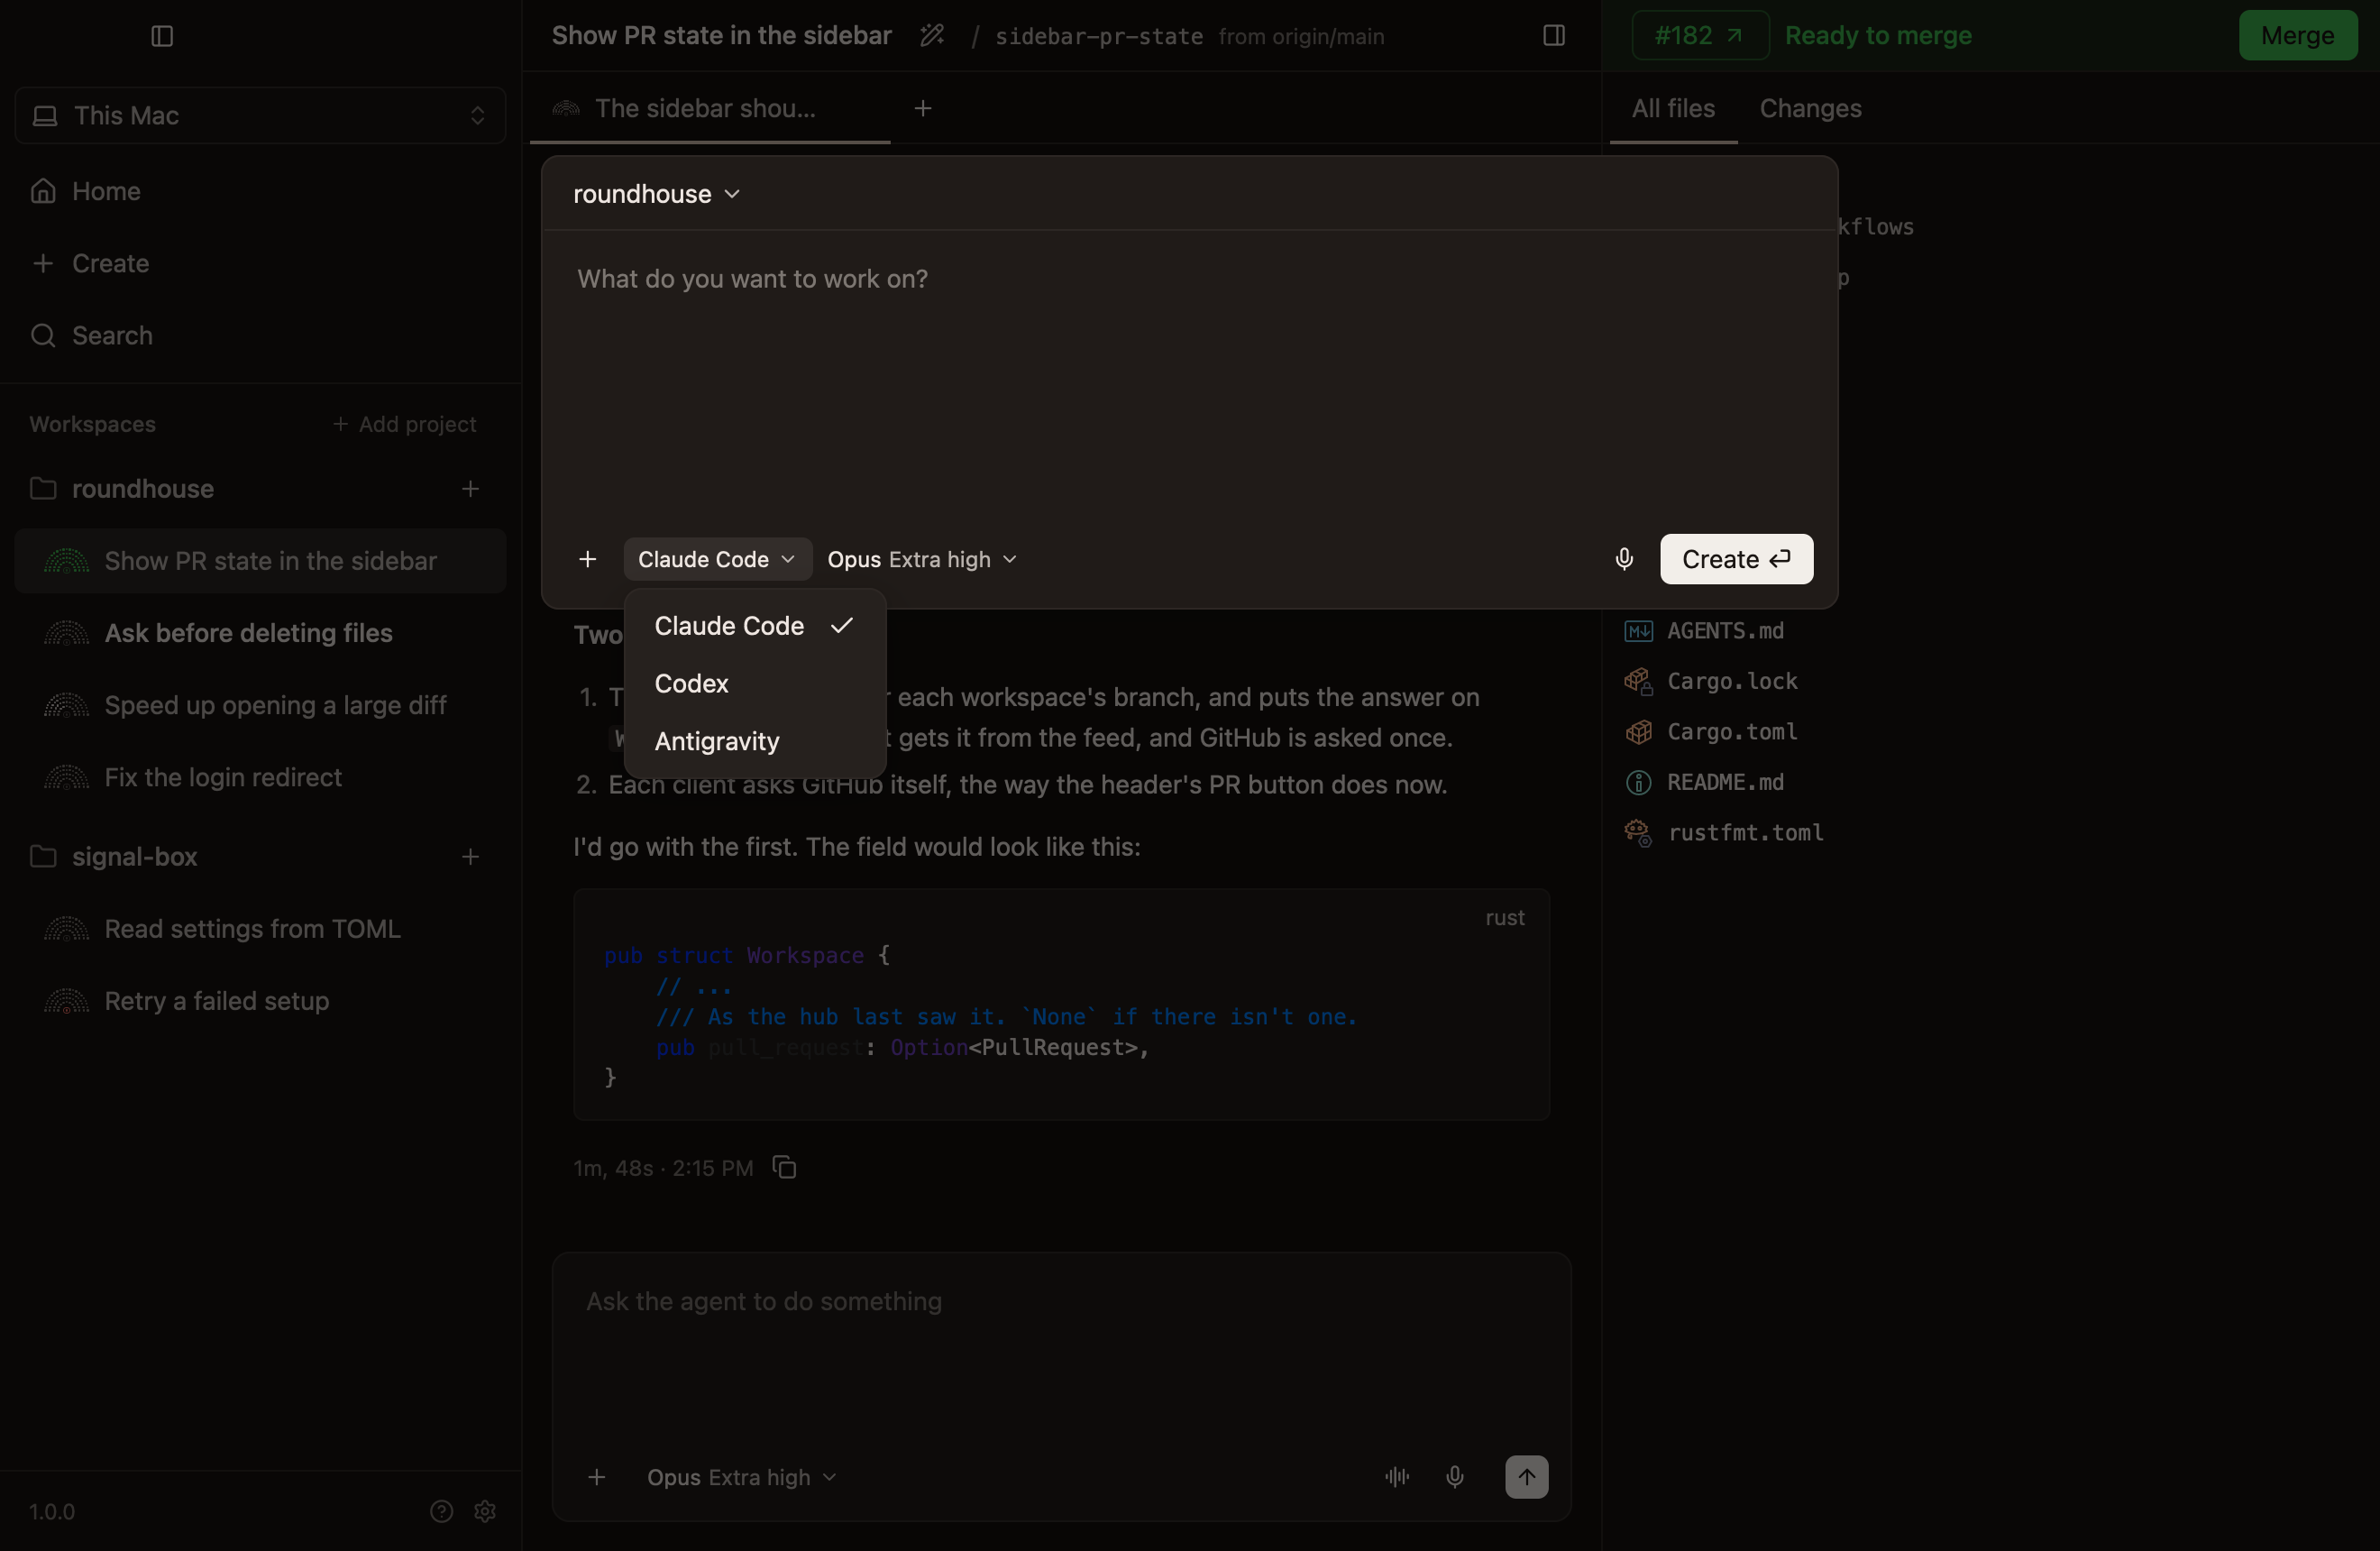 This Mac
Home
Create
Search
Workspaces
Add project
roundhouse
Show PR state in the sidebar
Ask before deleting files
Speed up opening a large diff
Fix the login redirect
signal-box
Read settings from TOML
Retry a failed setup
1.0.0
Show PR state in the sidebar / sidebar-pr-state from origin/main
The sidebar shou...
roundhouse
What do you want to work on?
Claude Code Opus Extra high
Create
Claude Code
Codex
Antigravity
Two
1. each workspace's branch, and puts the answer on
gets it from the feed, and GitHub is asked once.
2. Each client asks GitHub itself, the way the header's PR button does now.
I'd go with the first. The field would look like this:
rust
pub struct Workspace {
// ...
/// As the hub last saw it. `None` if there isn't one.
pub pull_request: Option<PullRequest>,
}
1m, 48s · 2:15 PM
Ask the agent to do something
Opus Extra high
#182 Ready to merge
Merge
All files Changes
kflows
p
AGENTS.md
Cargo.lock
Cargo.toml
README.md
rustfmt.toml